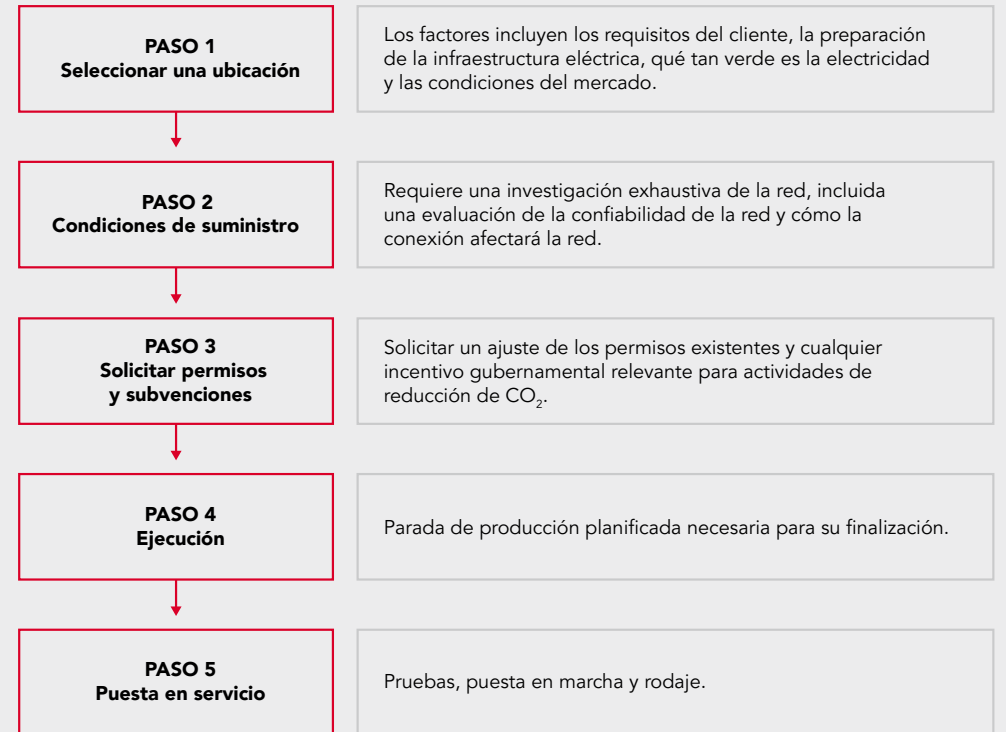 PASO 1
Seleccionar una ubicación
Los factores incluyen los requisitos del cliente, la preparación
de la infraestructura eléctrica, qué tan verde es la electricidad
y las condiciones del mercado.
PASO 2
Condiciones de suministro
Requiere una investigación exhaustiva de la red, incluida
una evaluación de la confiabilidad de la red y cómo la
conexión afectará la red.
PASO 3
Solicitar permisos
y subvenciones
Solicitar un ajuste de los permisos existentes y cualquier
incentivo gubernamental relevante para actividades de
reducción de CO₂.
PASO 4
Ejecución
Parada de producción planificada necesaria para su finalización.
PASO 5
Puesta en servicio
Pruebas, puesta en marcha y rodaje.